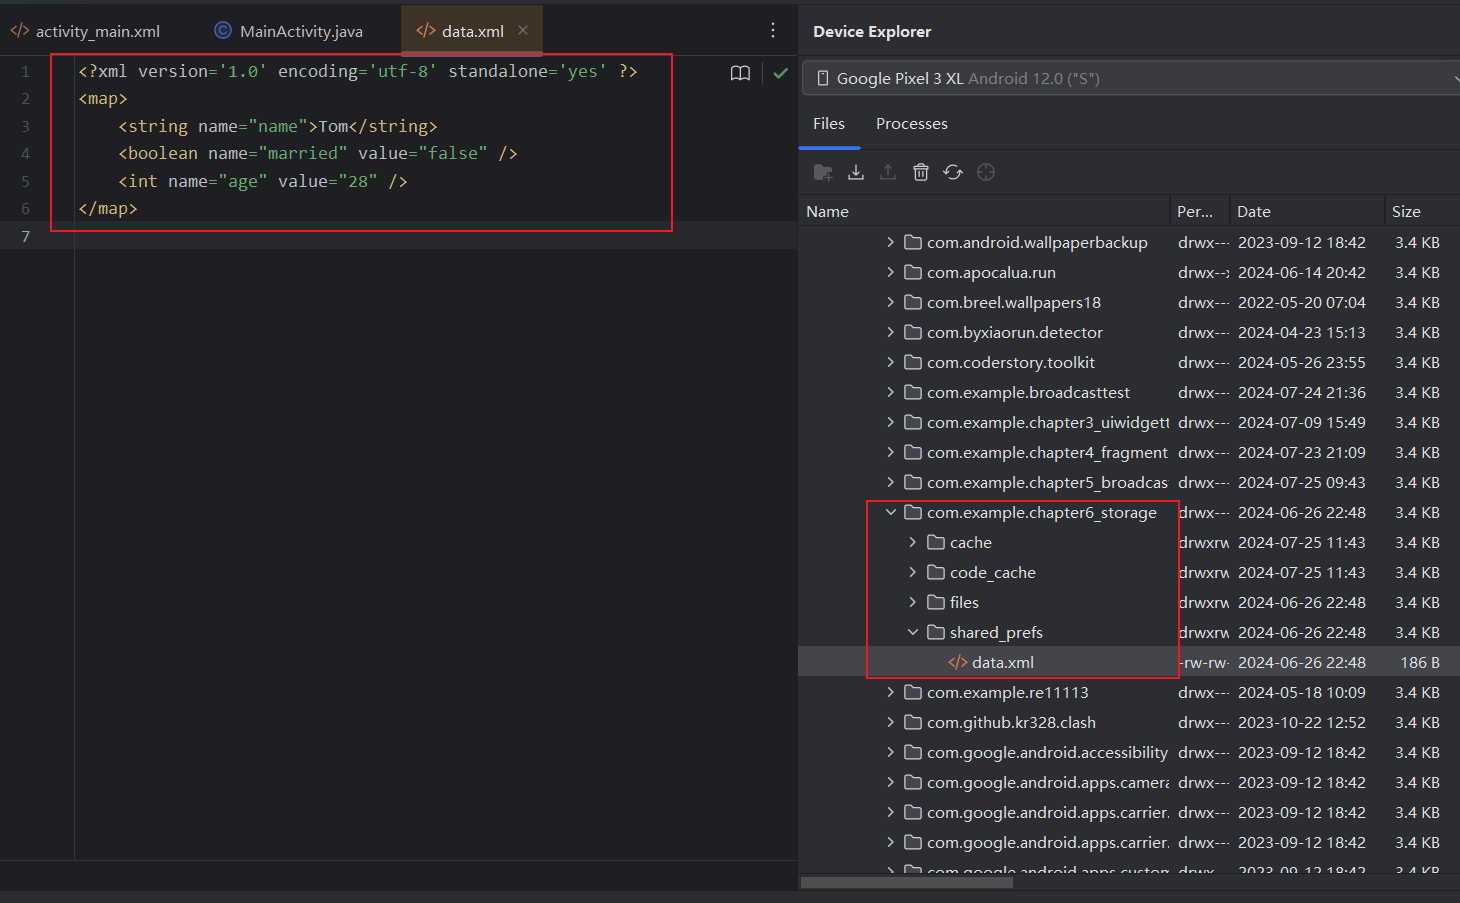 activity_main.xml MainActivity.java data.xml
1 <?xml version='1.0' encoding='utf-8' standalone='yes' ?>
2 <map>
3 <string name="name">Tom</string>
4 <boolean name="married" value="false" />
5 <int name="age" value="28" />
6 </map>
7
Device Explorer
Google Pixel 3 XL Android 12.0 ("S")
Files Processes
Name Per... Date Size
com.android.wallpaperbackup drwx--- 2023-09-12 18:42 3.4 KB
com.apocalua.run drwx--x 2024-06-14 20:42 3.4 KB
com.breel.wallpapers18 drwx--- 2022-05-20 07:04 3.4 KB
com.byxiaorun.detector drwx--- 2024-04-23 15:13 3.4 KB
com.coderstory.toolkit drwx--- 2024-05-26 23:55 3.4 KB
com.example.broadcasttest drwx--- 2024-07-24 21:36 3.4 KB
com.example.chapter3_uiwidgett drwx--- 2024-07-09 15:49 3.4 KB
com.example.chapter4_fragment drwx--- 2024-07-23 21:09 3.4 KB
com.example.chapter5_broadcas drwx--- 2024-07-25 09:43 3.4 KB
com.example.chapter6_storage drwx--- 2024-06-26 22:48 3.4 KB
cache drwxrw 2024-07-25 11:43 3.4 KB
code_cache drwxrw 2024-07-25 11:43 3.4 KB
files drwxrw 2024-06-26 22:48 3.4 KB
shared_prefs drwxrw 2024-06-26 22:48 3.4 KB
data.xml -rw-rw- 2024-06-26 22:48 186 B
com.example.re11113 drwx--- 2024-05-18 10:09 3.4 KB
com.github.kr328.clash drwx--- 2023-10-22 12:52 3.4 KB
com.google.android.accessibility drwx--- 2023-09-12 18:42 3.4 KB
com.google.android.apps.camera drwx--- 2023-09-12 18:42 3.4 KB
com.google.android.apps.carrier. drwx--- 2023-09-12 18:42 3.4 KB
com.google.android.apps.carrier. drwx--- 2023-09-12 18:42 3.4 KB
com.google.android.apps.custom drwx--- 2023-09-12 18:42 3.4 KB